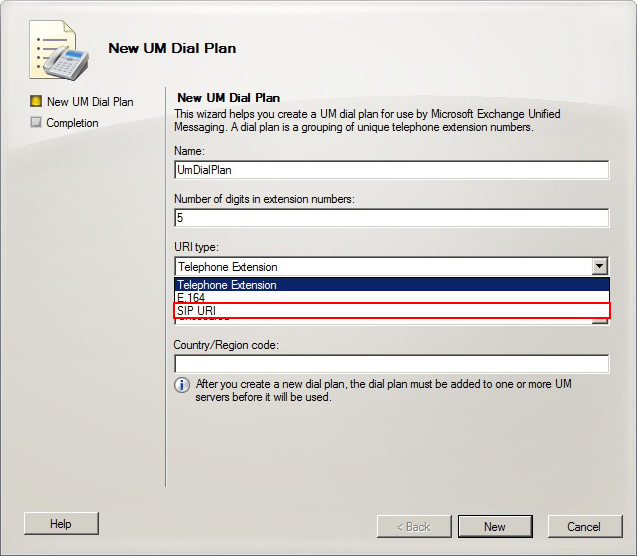 New UM Dial Plan
New UM Dial Plan
Completion
New UM Dial Plan
This wizard helps you create a UM dial plan for use by Microsoft Exchange Unified
Messaging. A dial plan is a grouping of unique telephone extension numbers.
Name:
UmDialPlan
Number of digits in extension numbers:
5
URI type:
Telephone Extension
Telephone Extension
E.164
SIP URI
Country/Region code:
After you create a new dial plan, the dial plan must be added to one or more UM
servers before it will be used.
Help
< Back
New
Cancel